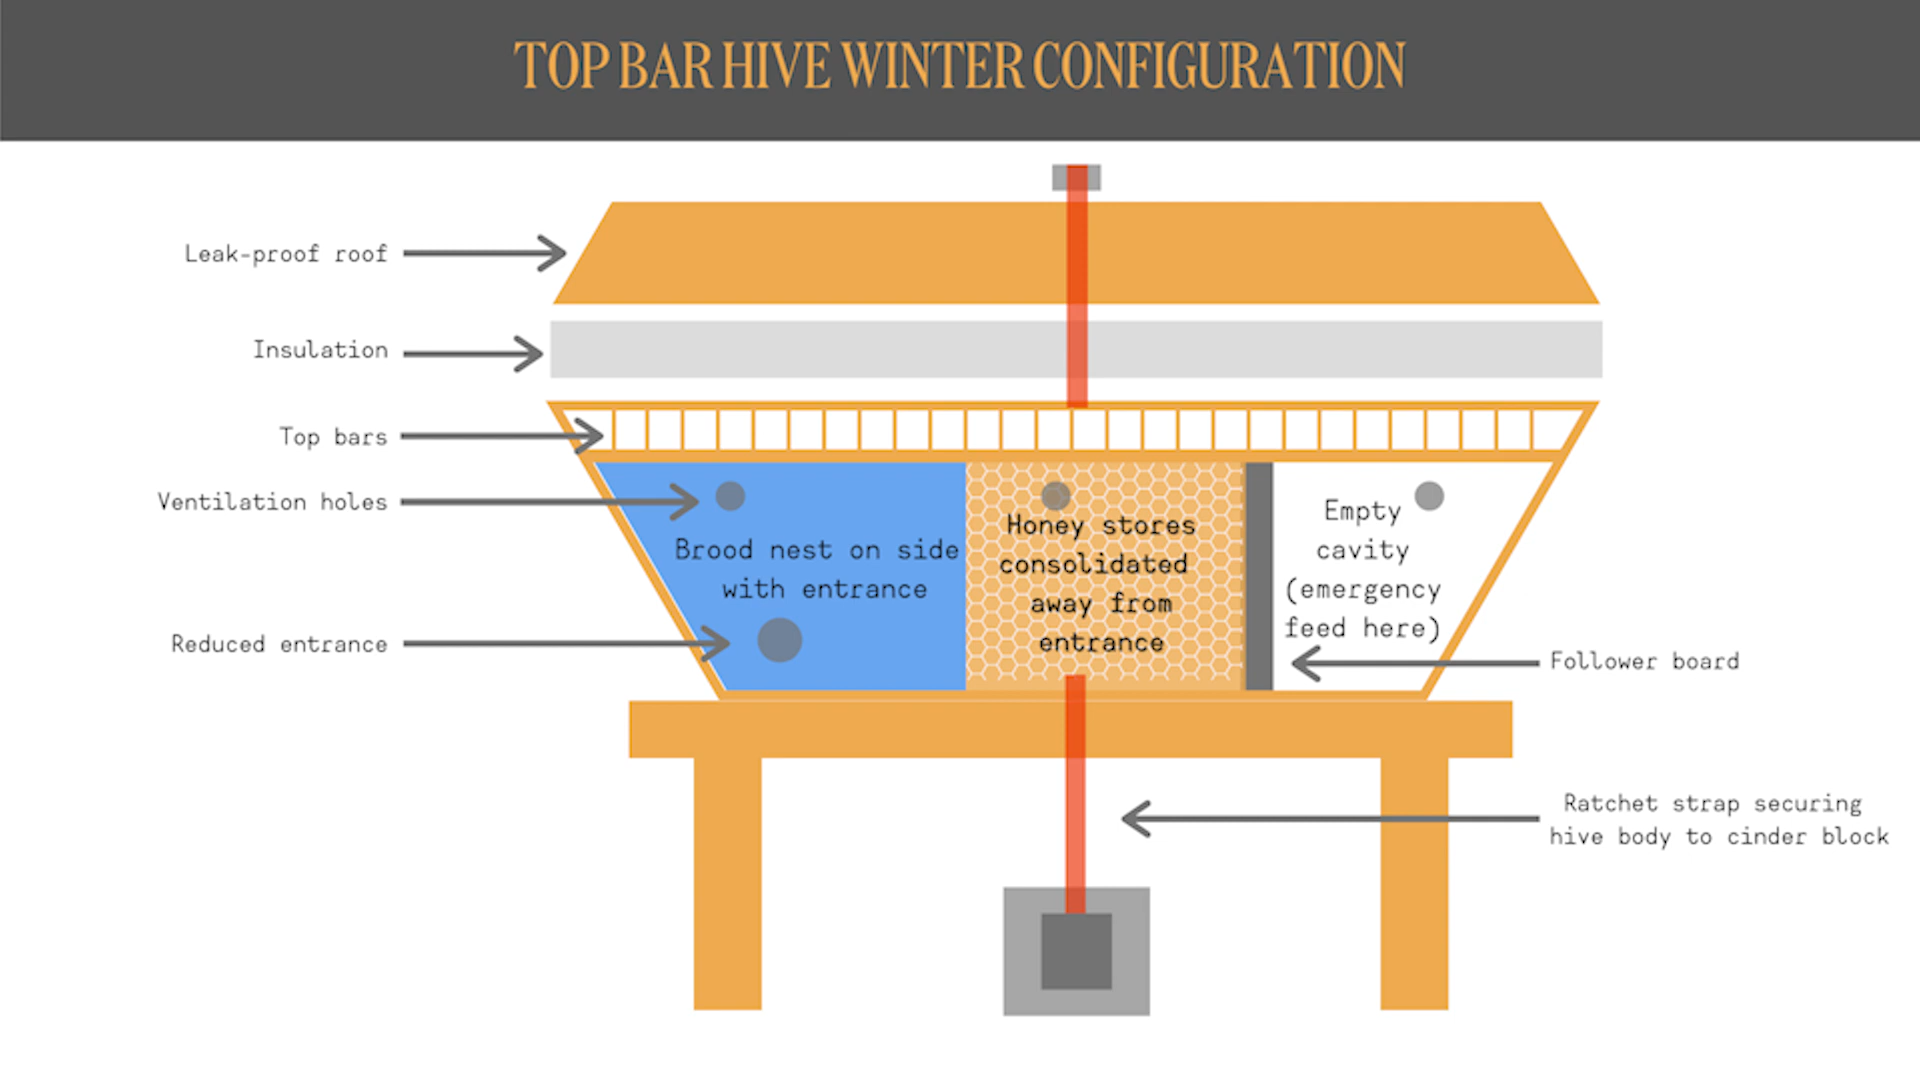 TOP BAR HIVE WINTER CONFIGURATION
Leak-proof roof
Insulation
Top bars
Ventilation holes
Reduced entrance
Brood nest on side
with entrance
Honey stores
consolidated
away from
entrance
Empty
cavity
(emergency
feed here)
Follower board
Ratchet strap securing
hive body to cinder block